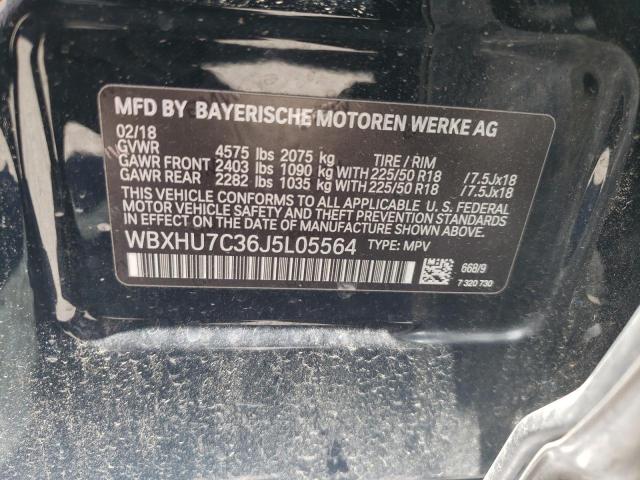 MFD BY BAYERISCHE MOTOREN WERKE AG
02/18
GVWR 4575 lbs 2075 kg TIRE / RIM
GAWR FRONT 2403 lbs 1090 kg WITH 225/50 R18 /7.5Jx18
GAWR REAR 2282 lbs 1035 kg WITH 225/50 R18 /7.5Jx18
THIS VEHICLE CONFORMS TO ALL APPLICABLE U.S. FEDERAL
MOTOR VEHICLE SAFETY AND THEFT PREVENTION STANDARDS
IN EFFECT ON THE DATE OF MANUFACTURE SHOWN ABOVE.
WBXHU7C36J5L05564 TYPE: MPV
668/9
7 320 730